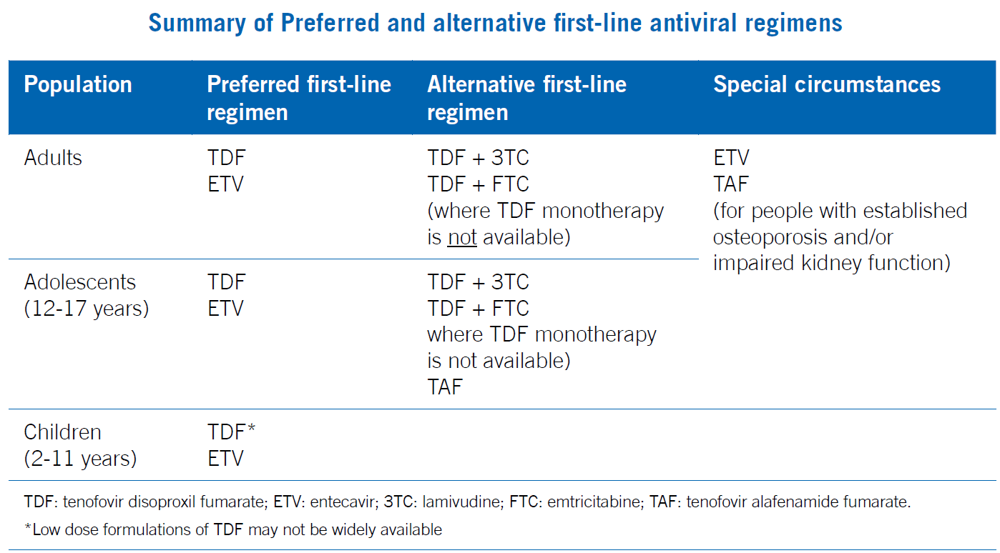 Summary of Preferred and alternative first-line antiviral regimens
Population
Preferred first-line
regimen
Alternative first-line
regimen
Special circumstances
Adults
TDF
ETV
TDF + 3TC
TDF + FTC
(where TDF monotherapy
is not available)
ETV
TAF
(for people with established
osteoporosis and/or
impaired kidney function)
Adolescents
(12-17 years)
TDF
ETV
TDF + 3TC
TDF + FTC
where TDF monotherapy
is not available)
TAF
Children
(2-11 years)
TDF*
ETV
TDF: tenofovir disoproxil fumarate; ETV: entecavir; 3TC: lamivudine; FTC: emtricitabine; TAF: tenofovir alafenamide fumarate.
*Low dose formulations of TDF may not be widely available